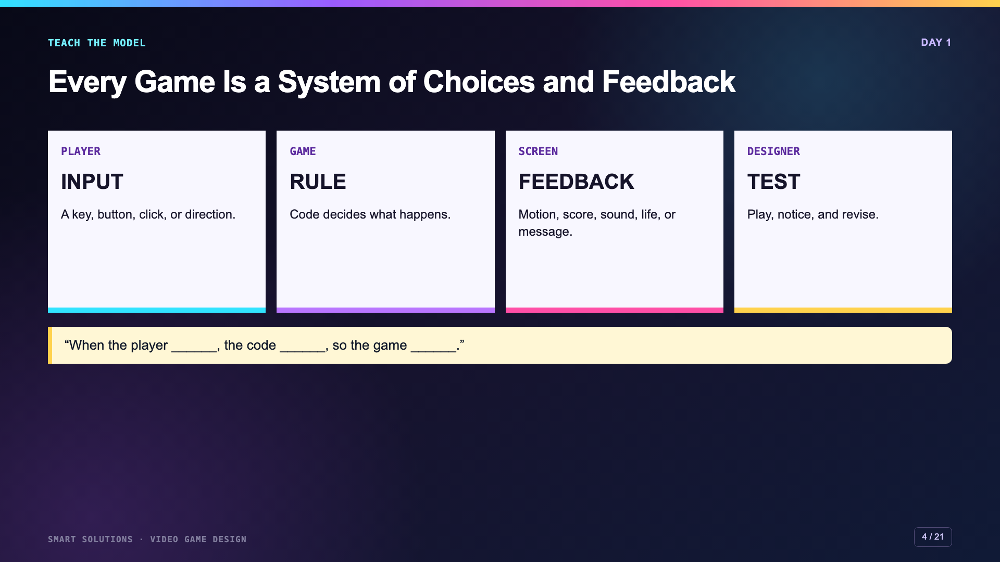 TEACH THE MODEL
DAY 1
Every Game Is a System of Choices and Feedback
PLAYER
INPUT
A key, button, click, or direction.
GAME
RULE
Code decides what happens.
SCREEN
FEEDBACK
Motion, score, sound, life, or
message.
DESIGNER
TEST
Play, notice, and revise.
“When the player ______, the code ______, so the game ______.”
SMART SOLUTIONS · VIDEO GAME DESIGN
4 / 21